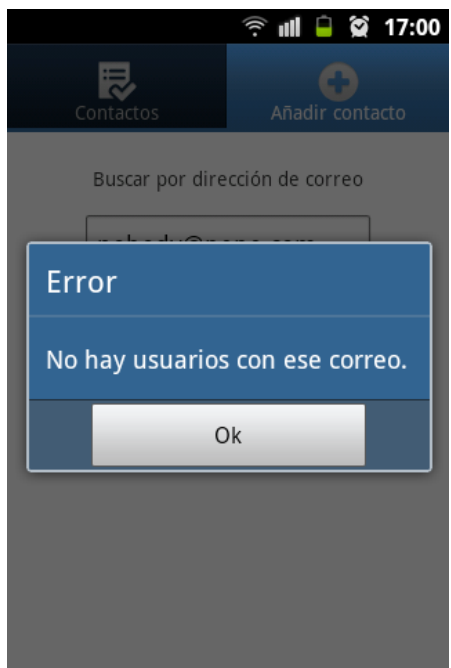 17:00
Contactos
Añadir contacto
Buscar por dirección de correo
Error
No hay usuarios con ese correo.
Ok